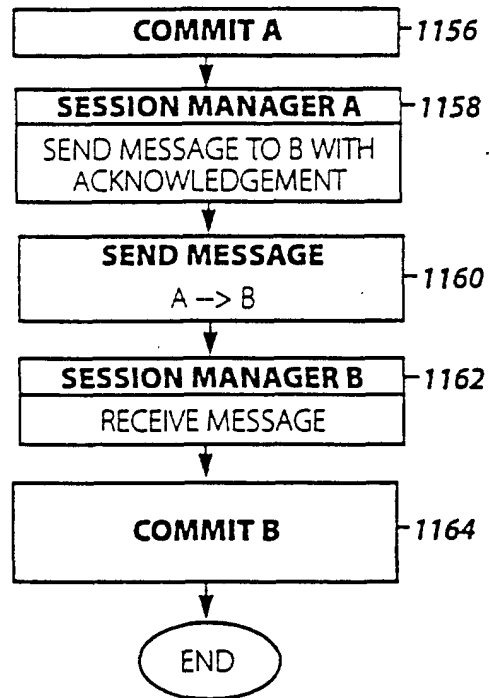 COMMIT A 1156
SESSION MANAGER A 1158
SEND MESSAGE TO B WITH
ACKNOWLEDGEMENT
SEND MESSAGE
A --> B 1160
SESSION MANAGER B 1162
RECEIVE MESSAGE
COMMIT B 1164
END